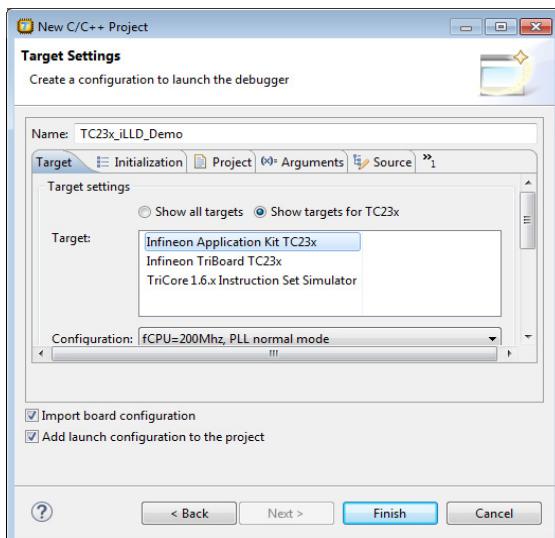 New C/C++ Project
Target Settings
Create a configuration to launch the debugger
Name: TC23x_iLLD_Demo
Target Initialization Project (x)= Arguments Source »1
Target settings
Show all targets Show targets for TC23x
Target: Infineon Application Kit TC23x
Infineon TriBoard TC23x
TriCore 1.6.x Instruction Set Simulator
Configuration: fCPU=200Mhz, PLL normal mode
Import board configuration
Add launch configuration to the project
? < Back Next > Finish Cancel